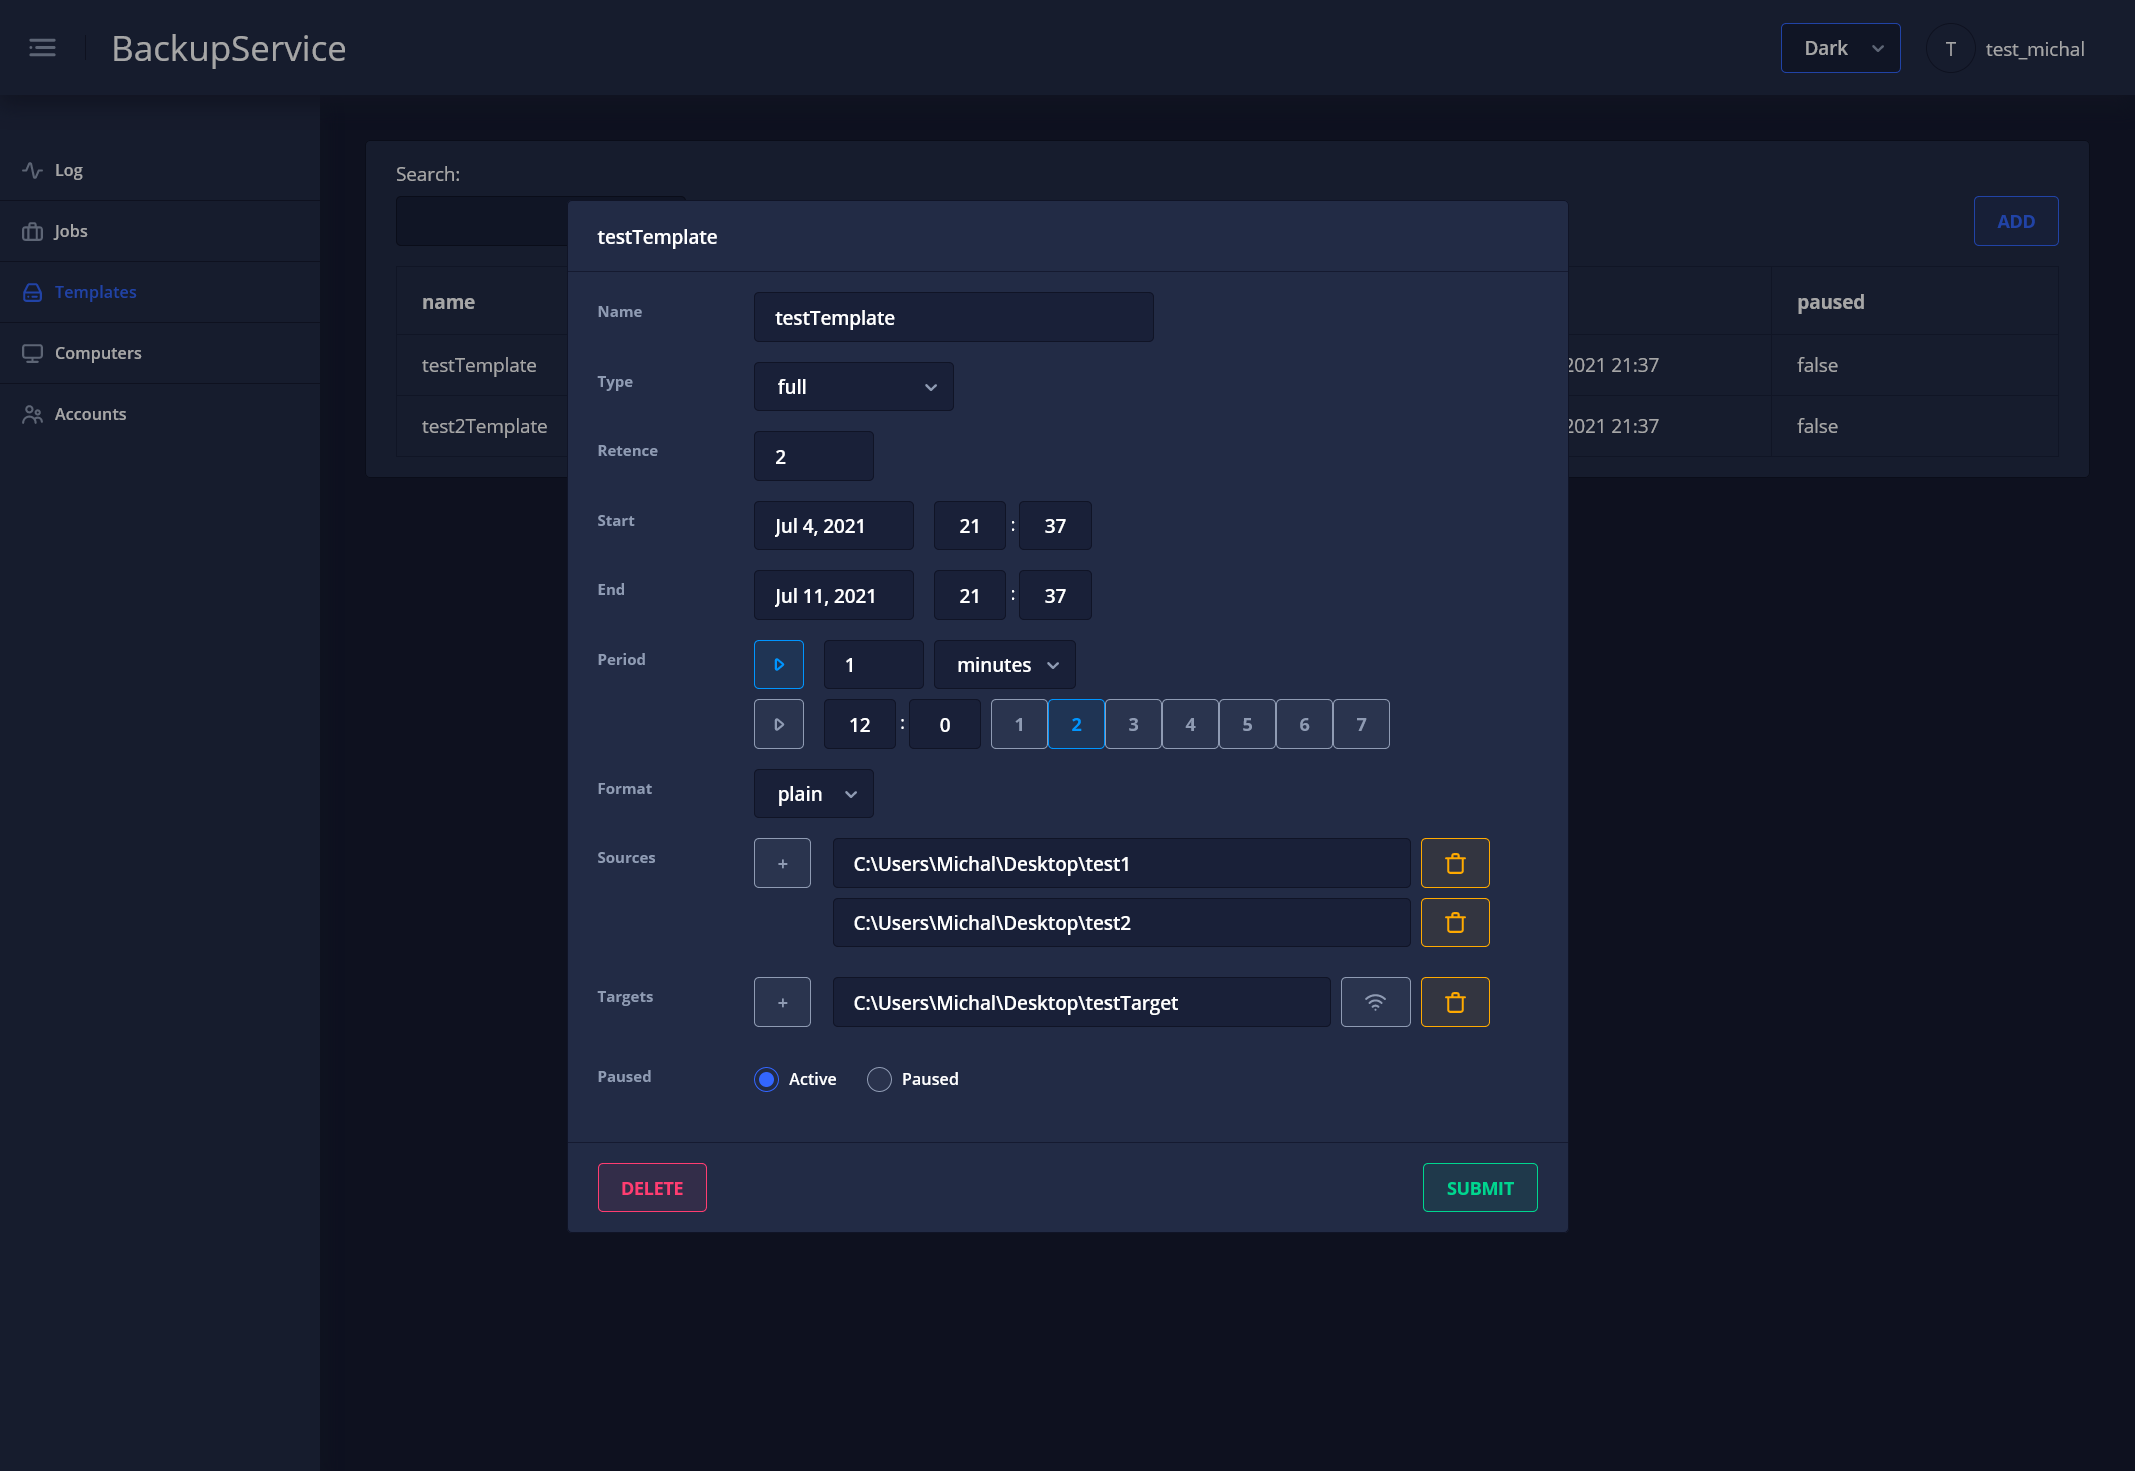 BackupService
Dark
T test_michal
Log
Jobs
Templates
Computers
Accounts
Search:
ADD
name paused
testTemplate 2021 21:37 false
test2Template 2021 21:37 false
testTemplate
Name testTemplate
Type full
Retence 2
Start Jul 4, 2021 21 : 37
End Jul 11, 2021 21 : 37
Period 1 minutes
12 : 0 1 2 3 4 5 6 7
Format plain
Sources + C:\Users\Michal\Desktop\test1
C:\Users\Michal\Desktop\test2
Targets + C:\Users\Michal\Desktop\testTarget
Paused Active Paused
DELETE SUBMIT